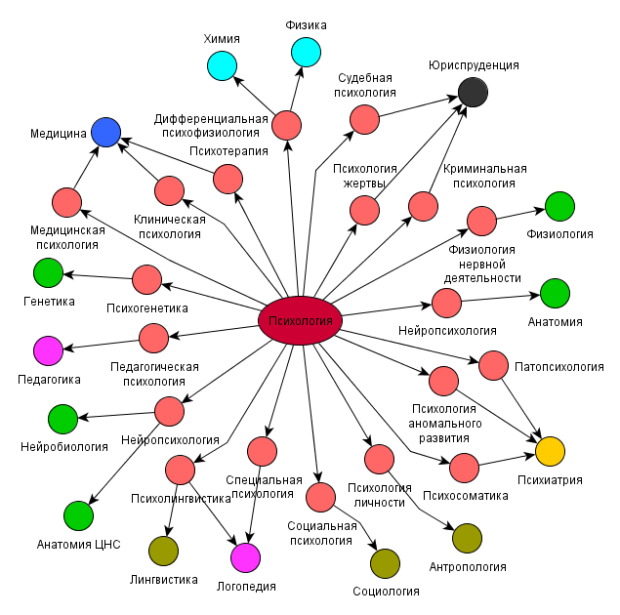 Физика
Химия
Юриспруденция
Судебная
психология
Дифференциальная
психофизиология
Медицина
Психотерапия
Психология
жертвы
Криминальная
психология
Клиническая
психология
Медицинская
психология
Физиология
нервной
деятельности
Физиология
Генетика
Психогенетика
Психология
Нейропсихология
Анатомия
Педагогика
Педагогическая
психология
Патопсихология
Психология
аномального
развития
Нейробиология
Нейропсихология
Психолингвистика
Специальная
психология
Психология
личности
Психосоматика
Психиатрия
Социальная
психология
Анатомия ЦНС
Лингвистика
Логопедия
Социология
Антропология